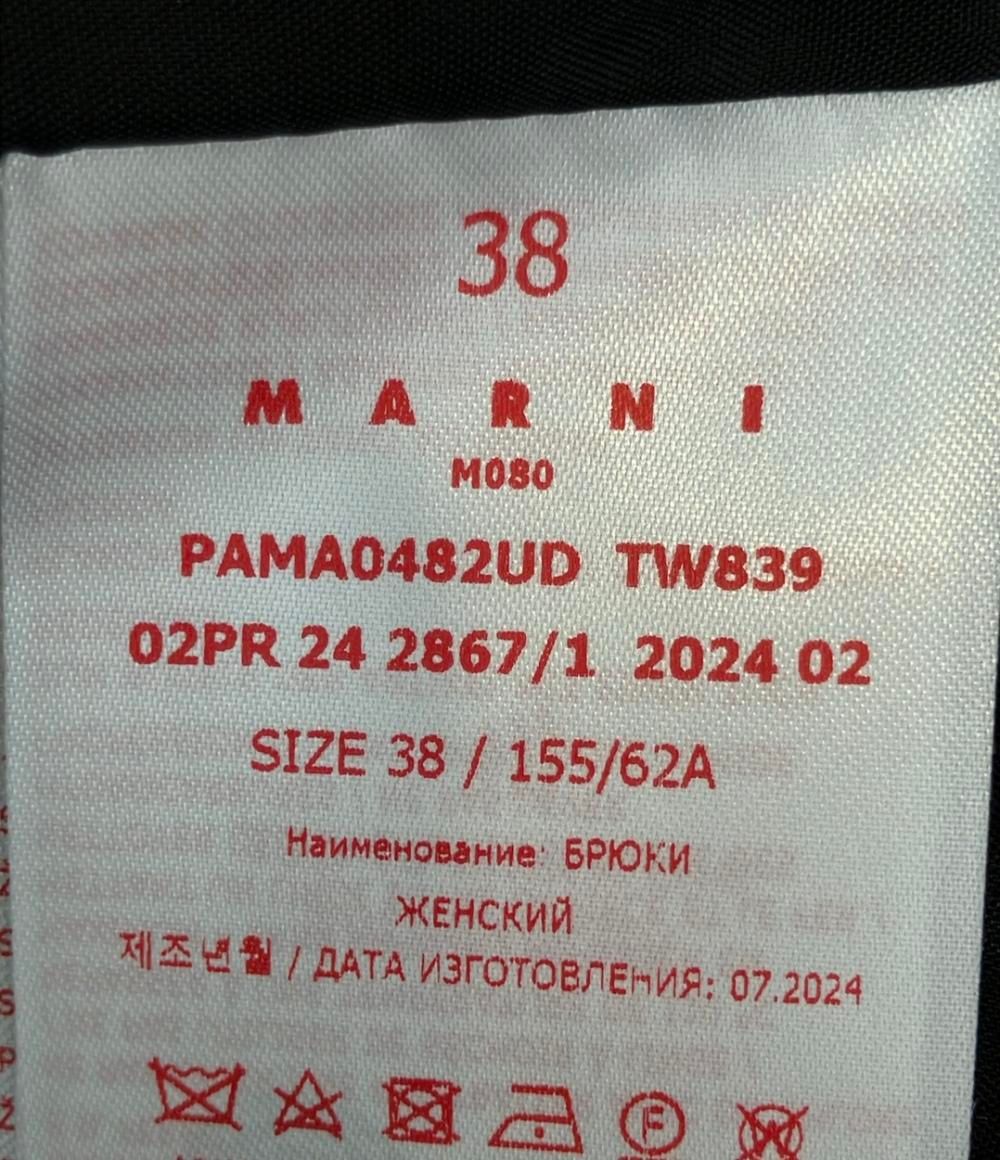 38
MARNI
M080
PAMA0482UD TW839
02PR 24 2867/1 2024 02
SIZE 38 / 155/62A
Наименование: БРЮКИ
ЖЕНСКИЙ
제조년월 / ДАТА ИЗГОТОВЛЕНИЯ: 07.2024
F
W